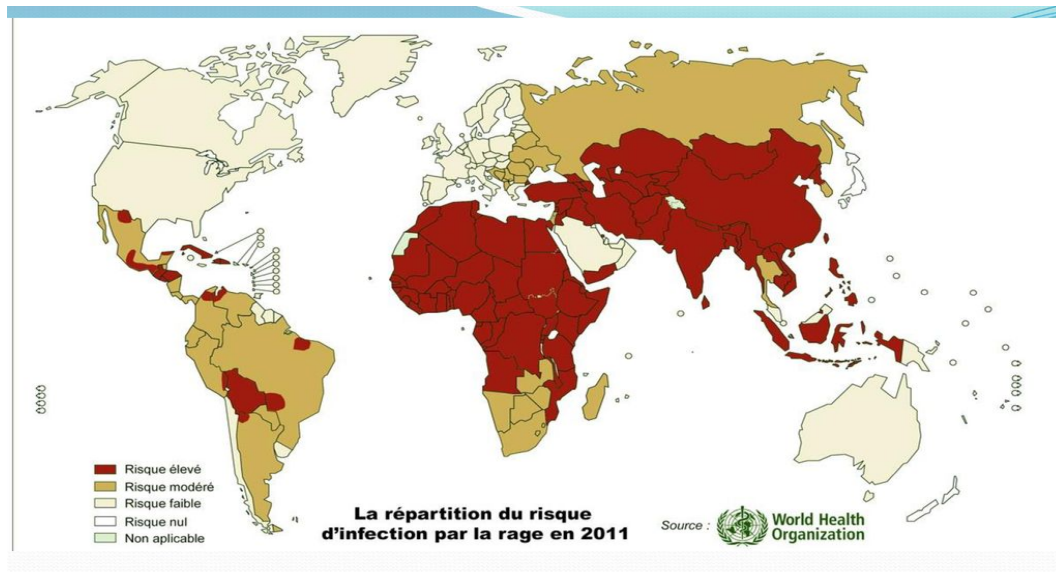 Risque élevé
Risque modéré
Risque faible
Risque nul
Non aplicable
La répartition du risque
d'infection par la rage en 2011
Source :
World Health
Organization